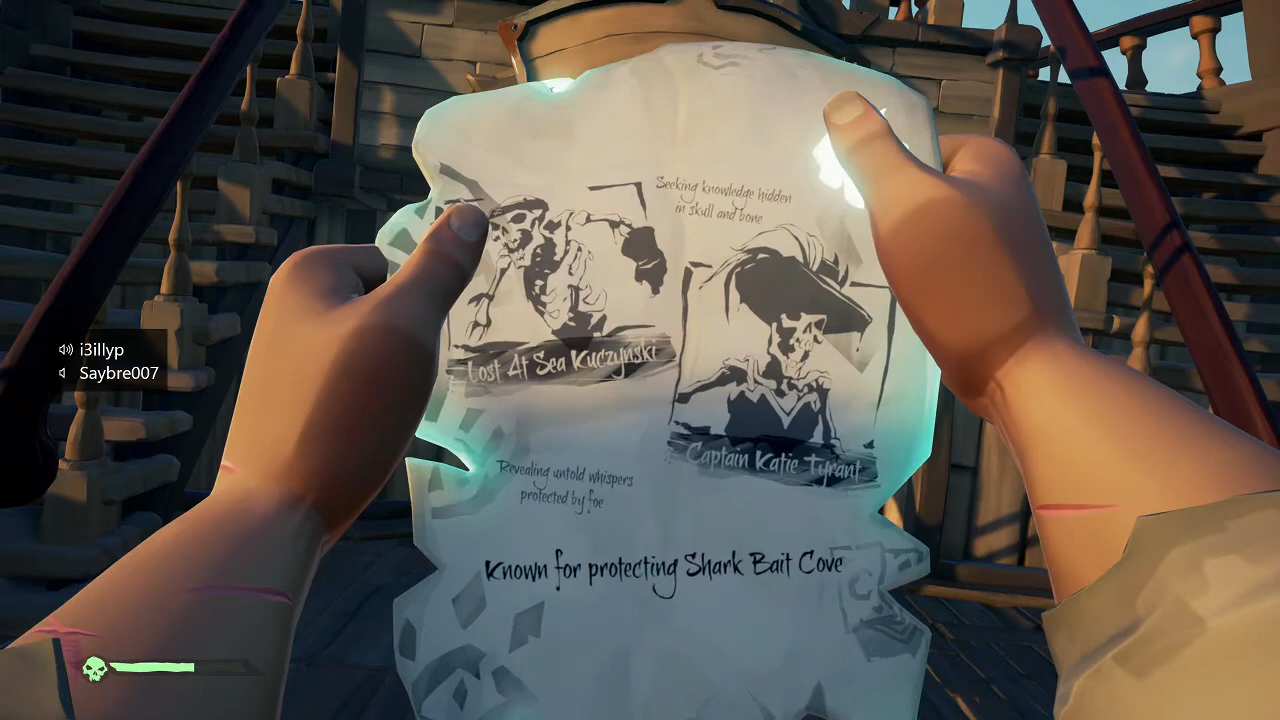 Seeking knowledge hidden
in skull and bone
Lost At Sea Kuczynski
Captain Katie Tyrant
i3illyp
Saybre007
Revealing untold whispers
protected by foe
Known for protecting Shark Bait Cove